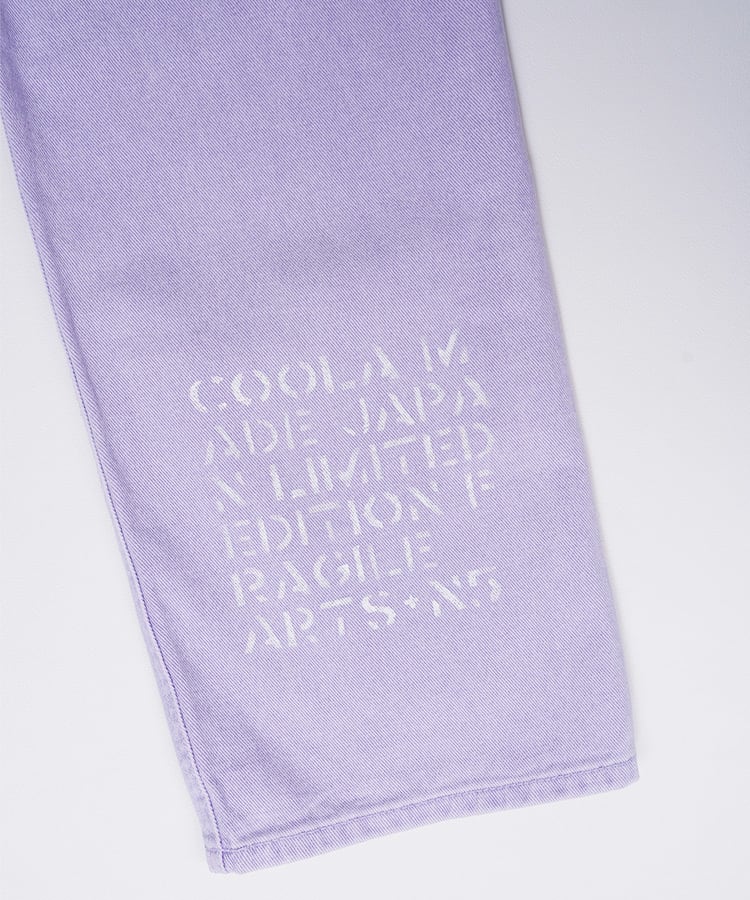 COOLA M
ADE JAPA
N LIMITED
EDITION F
RAGILE
ARTS+N5